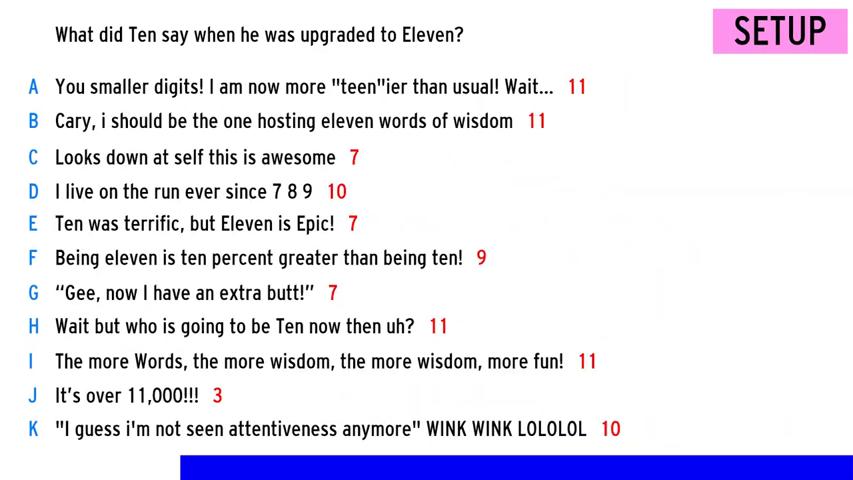 What did Ten say when he was upgraded to Eleven?
SETUP
A You smaller digits! I am now more "teen"ier than usual! Wait... 11
B Cary, i should be the one hosting eleven words of wisdom 11
C Looks down at self this is awesome 7
D I live on the run ever since 7 8 9 10
E Ten was terrific, but Eleven is Epic! 7
F Being eleven is ten percent greater than being ten! 9
G “Gee, now I have an extra butt!” 7
H Wait but who is going to be Ten now then uh? 11
I The more Words, the more wisdom, the more wisdom, more fun! 11
J It’s over 11,000!!! 3
K "I guess i'm not seen attentiveness anymore" WINK WINK LOLOLOL 10